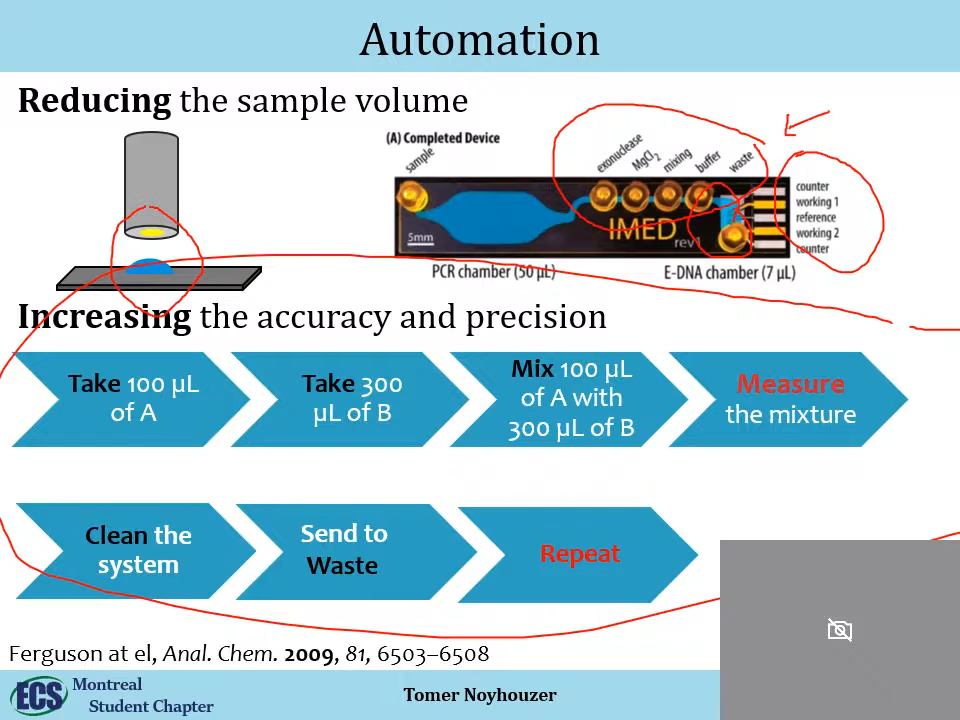 Automation
Reducing the sample volume
(A) Completed Device
sample
exonuclease
MgCl2
mixing
buffer
waste
counter
working 1
reference
working 2
counter
IMED
rev1
5mm
PCR chamber (50 µL)
E-DNA chamber (7 µL)
Increasing the accuracy and precision
Take 100 µL
of A
Take 300
µL of B
Mix 100 µL
of A with
300 µL of B
Measure
the mixture
Clean the
system
Send to
Waste
Repeat
Ferguson at el, Anal. Chem. 2009, 81, 6503–6508
ECS
Montreal
Student Chapter
Tomer Noyhouzer